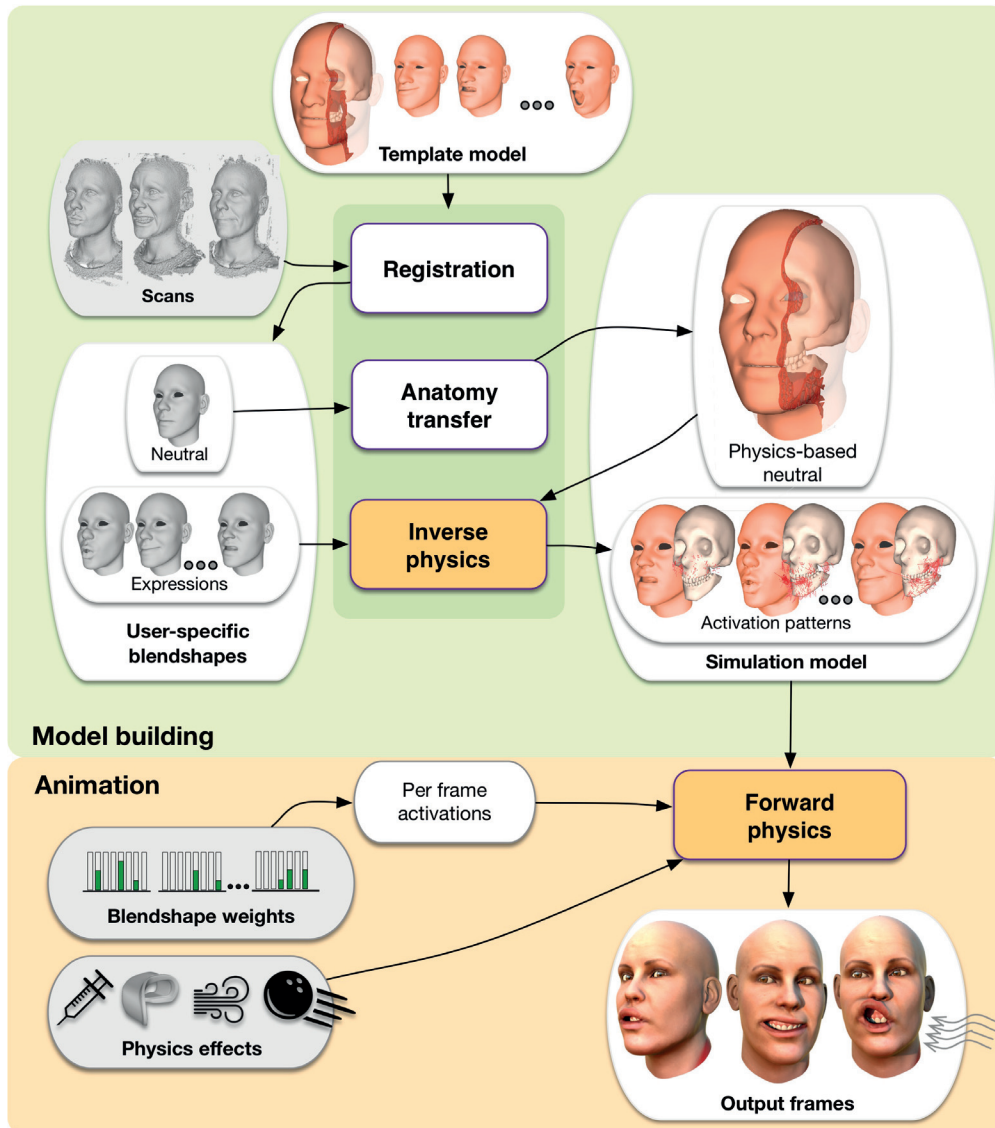 Template model
Scans
Registration
Anatomy
transfer
Neutral
Physics-based
neutral
Inverse
physics
Expressions
Activation patterns
User-specific
blendshapes
Simulation model
Model building
Animation
Per frame
activations
Forward
physics
Blendshape weights
Physics effects
Output frames